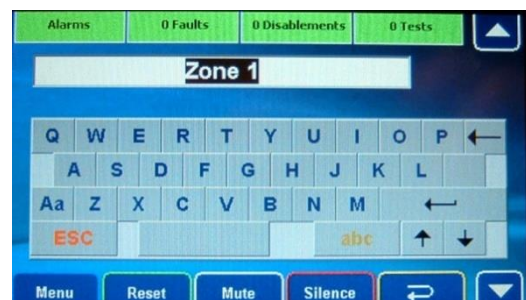 Alarms 0 Faults 0 Disablements 0 Tests
Zone 1
Q W E R T Y U I O P
A S D F G H J K L
Aa Z X C V B N M
ESC abc
Menu Reset Mute Silence